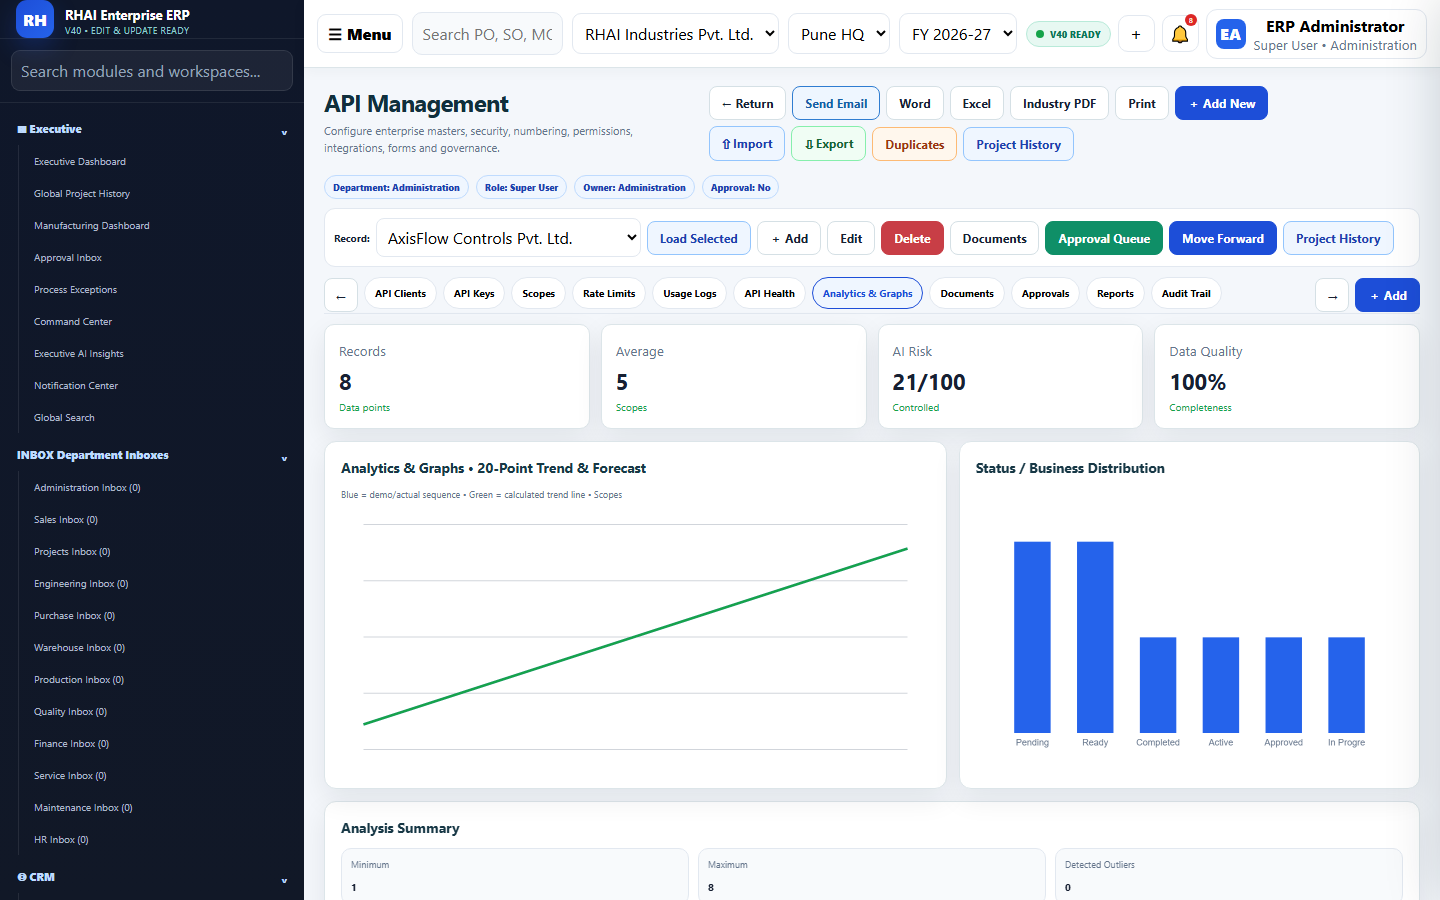 RH
RHAI Enterprise ERP
V40 • EDIT & UPDATE READY
Search modules and workspaces...
Executive
Executive Dashboard
Global Project History
Manufacturing Dashboard
Approval Inbox
Process Exceptions
Command Center
Executive AI Insights
Notification Center
Global Search
INBOX Department Inboxes
Administration Inbox (0)
Sales Inbox (0)
Projects Inbox (0)
Engineering Inbox (0)
Purchase Inbox (0)
Warehouse Inbox (0)
Production Inbox (0)
Quality Inbox (0)
Finance Inbox (0)
Service Inbox (0)
Maintenance Inbox (0)
HR Inbox (0)
CRM
☰ Menu
Search PO, SO, MO
RHAI Industries Pvt. Ltd.
Pune HQ
FY 2026-27
V40 READY
+
8
EA
ERP Administrator
Super User • Administration
API Management
Configure enterprise masters, security, numbering, permissions,
integrations, forms and governance.
← Return
Send Email
Word
Excel
Industry PDF
Print
+ Add New
⇧ Import
⇩ Export
Duplicates
Project History
Department: Administration
Role: Super User
Owner: Administration
Approval: No
Record:
AxisFlow Controls Pvt. Ltd.
Load Selected
+ Add
Edit
Delete
Documents
Approval Queue
Move Forward
Project History
←
API Clients
API Keys
Scopes
Rate Limits
Usage Logs
API Health
Analytics & Graphs
Documents
Approvals
Reports
Audit Trail
→
+ Add
Records
8
Data points
Average
5
Scopes
AI Risk
21/100
Controlled
Data Quality
100%
Completeness
Analytics & Graphs • 20-Point Trend & Forecast
Blue = demo/actual sequence • Green = calculated trend line • Scopes
Status / Business Distribution
Pending
Ready
Completed
Active
Approved
In Progre
Analysis Summary
Minimum
1
Maximum
8
Detected Outliers
0